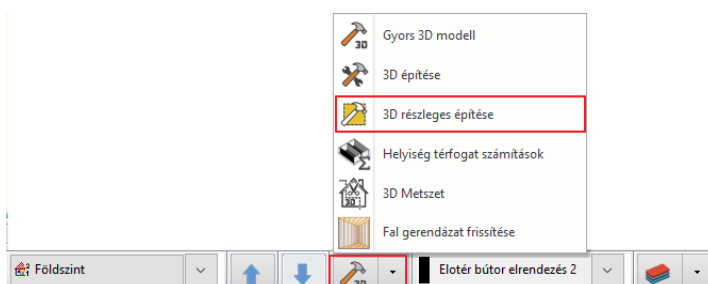 Gyors 3D modell
3D építése
3D részleges építése
Helyiség térfogat számítások
3D Metszet
Fal gerendázat frissítése
Földszint
Elotér bútor elrendezés 2